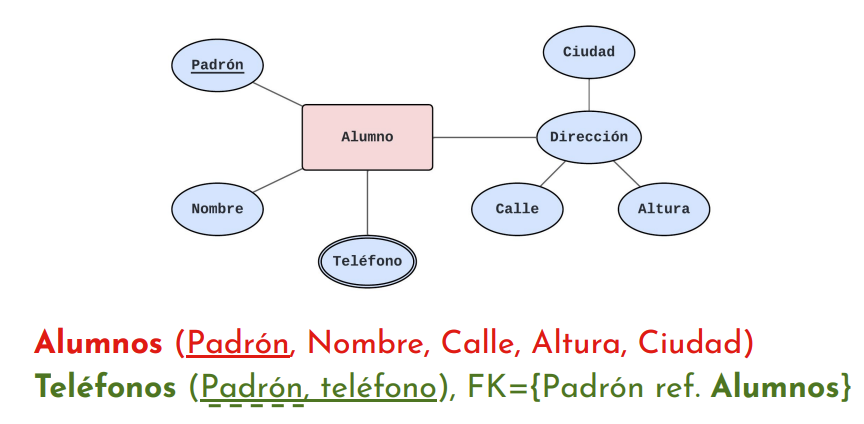 Ciudad
Padrón
Alumno
Dirección
Nombre
Calle
Altura
Teléfono
Alumnos (Padrón, Nombre, Calle, Altura, Ciudad)
Teléfonos (Padrón, teléfono), FK={Padrón ref. Alumnos}